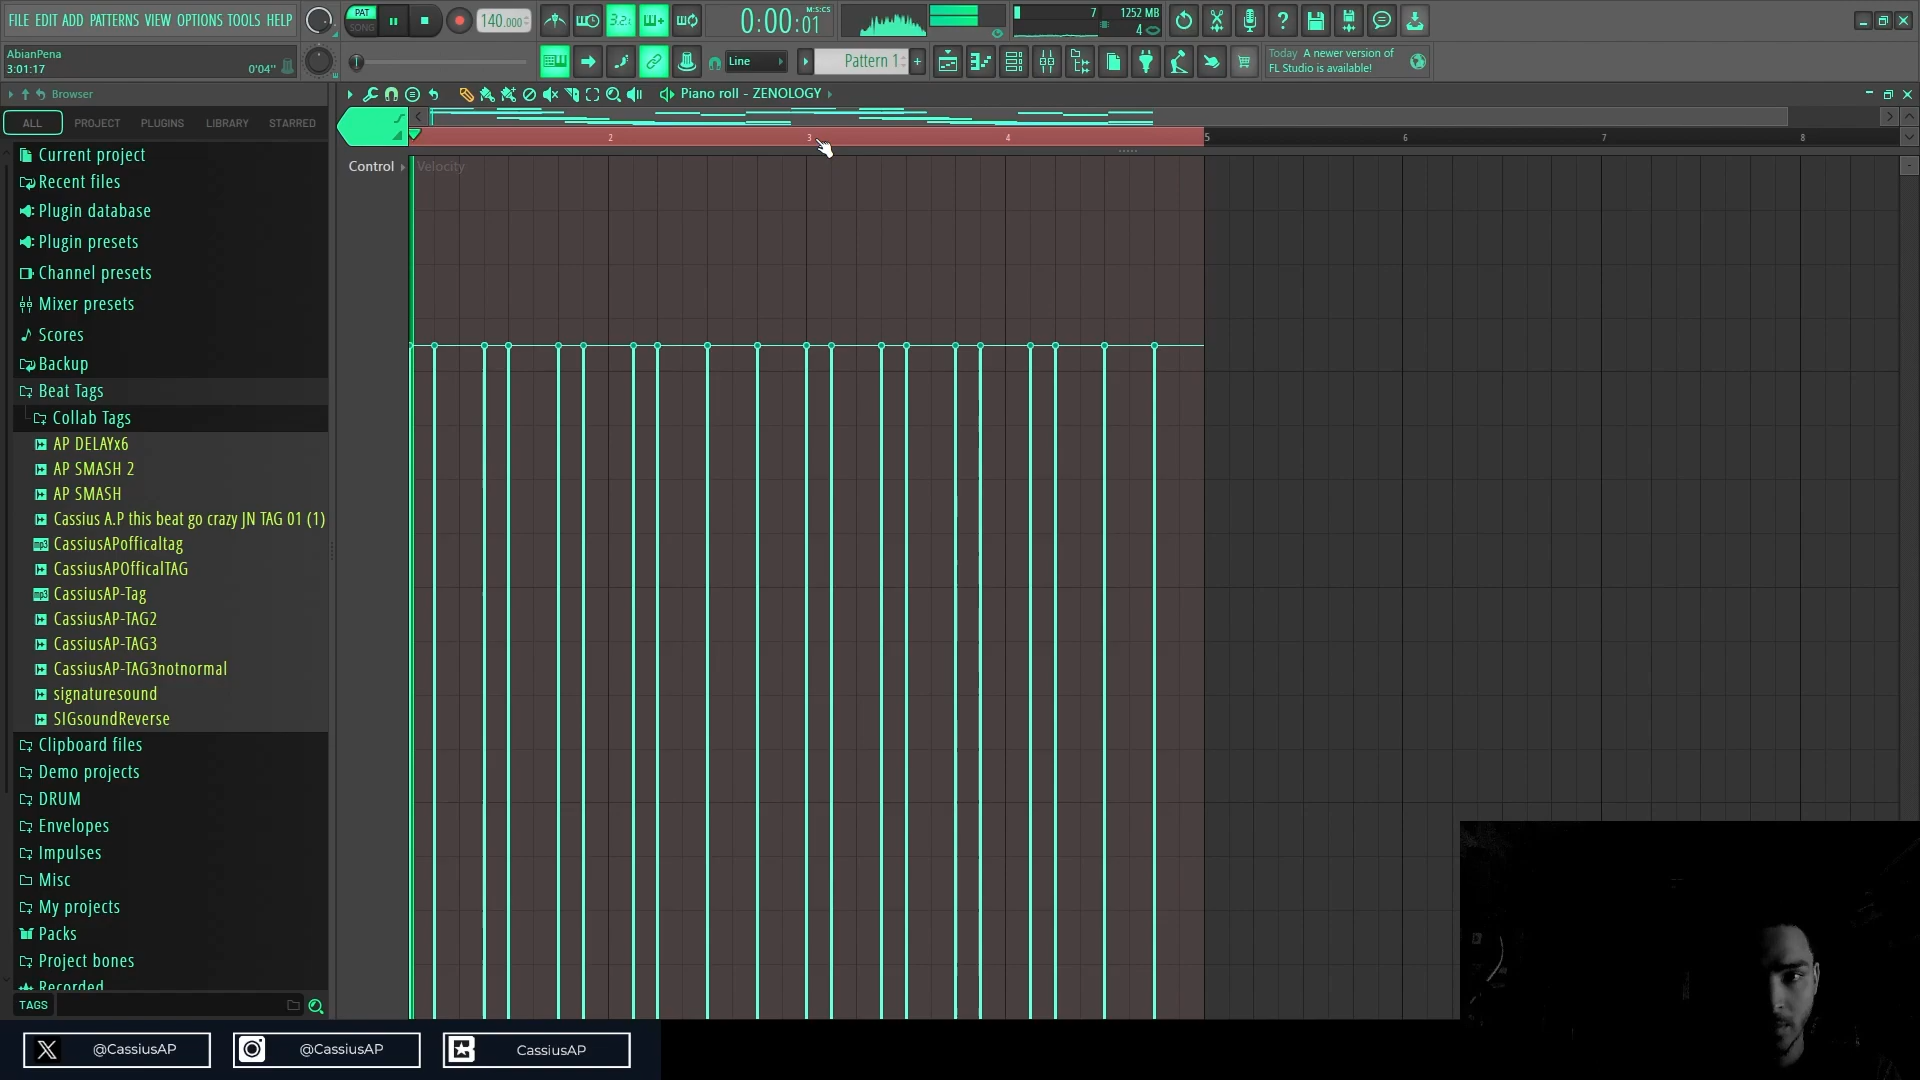 FILE EDIT ADD PATTERNS VIEW OPTIONS TOOLS HELP
PAT
SONG
3.2.
140.000
0:00:01
M:S:CS
7
1252 MB
4
AbianPena
3:01:17
0'04"
Line
Pattern 1
+
Today A newer version of
FL Studio is available!
Browser
Piano roll - ZENOLOGY
ALL
PROJECT
PLUGINS
LIBRARY
STARRED
2
3
4
5
6
7
8
Control
Velocity
Current project
Recent files
Plugin database
Plugin presets
Channel presets
Mixer presets
Scores
Backup
Beat Tags
Collab Tags
AP DELAYx6
AP SMASH 2
AP SMASH
Cassius A.P this beat go crazy JN TAG 01 (1)
CassiusAPofficaltag
CassiusAPOfficalTAG
CassiusAP-Tag
CassiusAP-TAG2
CassiusAP-TAG3
CassiusAP-TAG3notnormal
signaturesound
SIGsoundReverse
Clipboard files
Demo projects
DRUM
Envelopes
Impulses
Misc
My projects
Packs
Project bones
Recorded
TAGS
@CassiusAP
@CassiusAP
CassiusAP